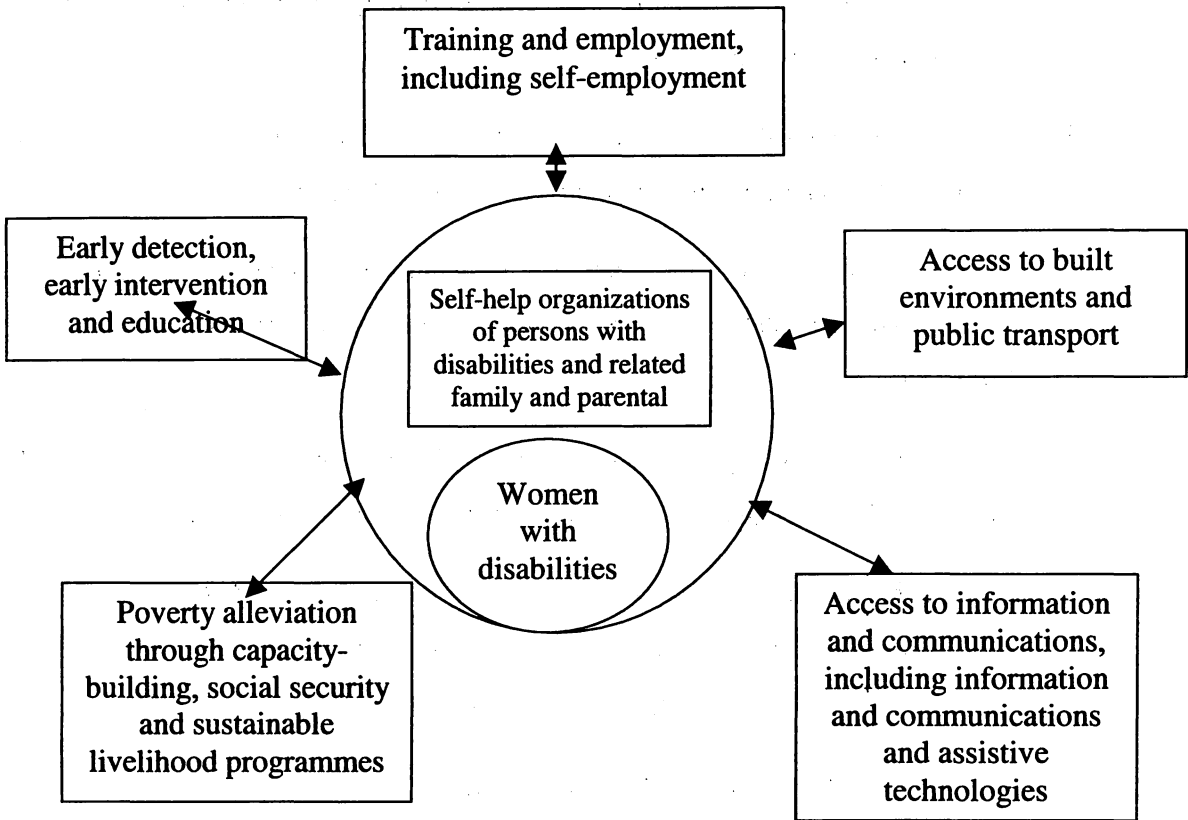 Training and employment,
including self-employment
Early detection,
early intervention
and education
Self-help organizations
of persons with
disabilities and related
family and parental
Access to built
environments and
public transport
Women
with
disabilities
Poverty alleviation
through capacity-
building, social security
and sustainable
livelihood programmes
Access to information
and communications,
including information
and communications
and assistive
technologies